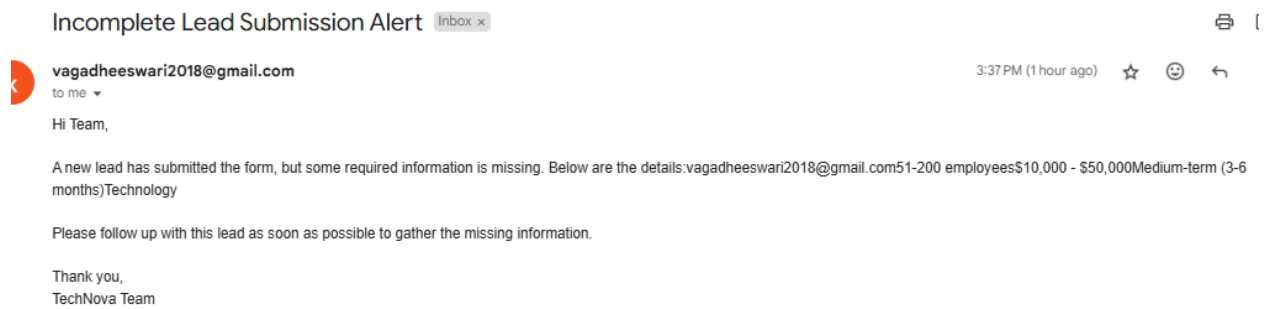 Incomplete Lead Submission Alert Inbox ×
vagadheeswari2018@gmail.com 3:37 PM (1 hour ago)
to me
Hi Team,
A new lead has submitted the form, but some required information is missing. Below are the details:vagadheeswari2018@gmail.com51-200 employees$10,000 - $50,000Medium-term (3-6
months)Technology
Please follow up with this lead as soon as possible to gather the missing information.
Thank you,
TechNova Team